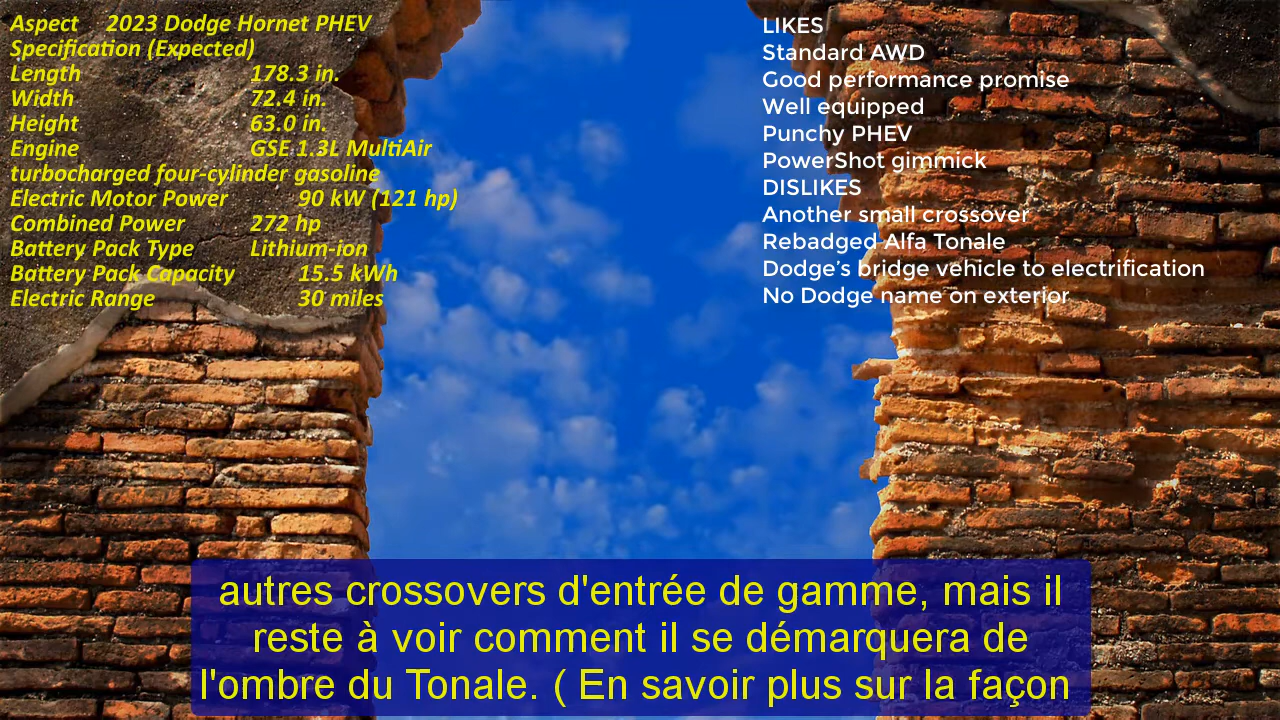 Aspect 2023 Dodge Hornet PHEV
Specification (Expected)
Length 178.3 in.
Width 72.4 in.
Height 63.0 in.
Engine GSE 1.3L MultiAir
turbocharged four-cylinder gasoline
Electric Motor Power 90 kW (121 hp)
Combined Power 272 hp
Battery Pack Type Lithium-ion
Battery Pack Capacity 15.5 kWh
Electric Range 30 miles
LIKES
Standard AWD
Good performance promise
Well equipped
Punchy PHEV
PowerShot gimmick
DISLIKES
Another small crossover
Rebadged Alfa Tonale
Dodge’s bridge vehicle to electrification
No Dodge name on exterior
autres crossovers d'entrée de gamme, mais il
reste à voir comment il se démarquera de
l'ombre du Tonale. ( En savoir plus sur la façon